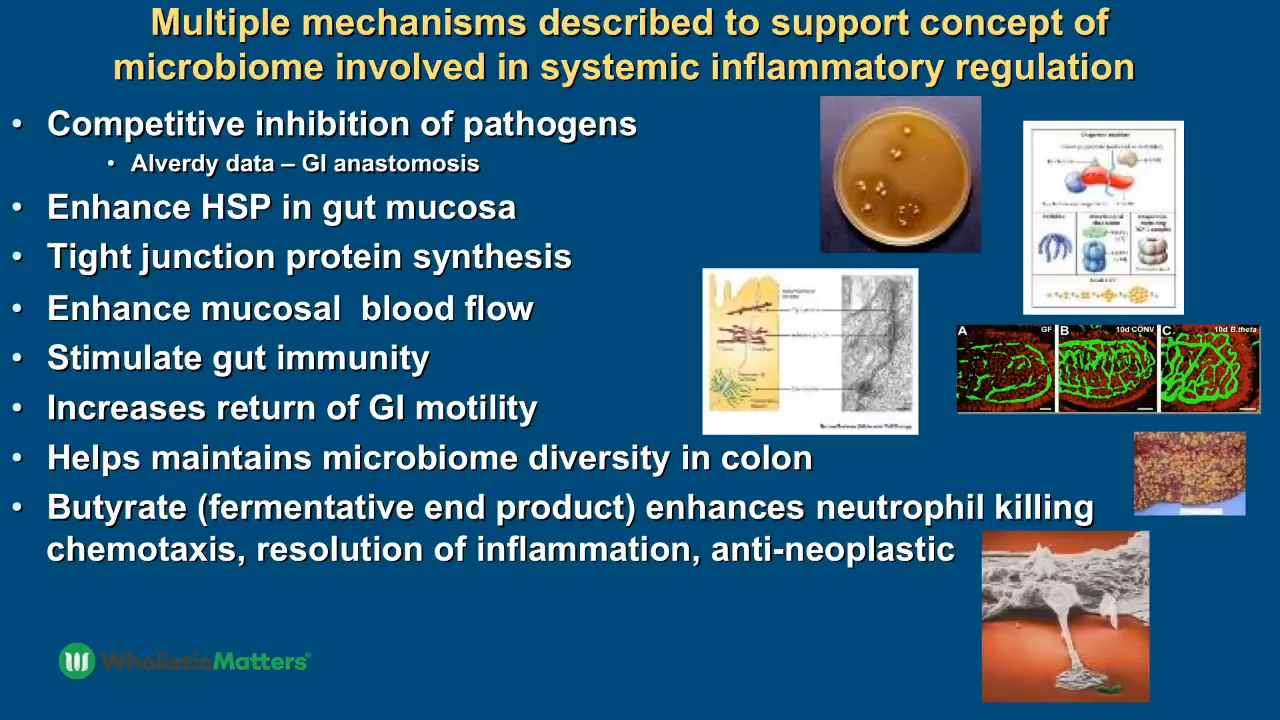 Multiple mechanisms described to support concept of
microbiome involved in systemic inflammatory regulation
• Competitive inhibition of pathogens
• Alverdy data – GI anastomosis
• Enhance HSP in gut mucosa
• Tight junction protein synthesis
• Enhance mucosal blood flow
• Stimulate gut immunity
• Increases return of GI motility
• Helps maintains microbiome diversity in colon
• Butyrate (fermentative end product) enhances neutrophil killing
chemotaxis, resolution of inflammation, anti-neoplastic
A GF B 10d CONV C 10d B.theta
WholisticMatters